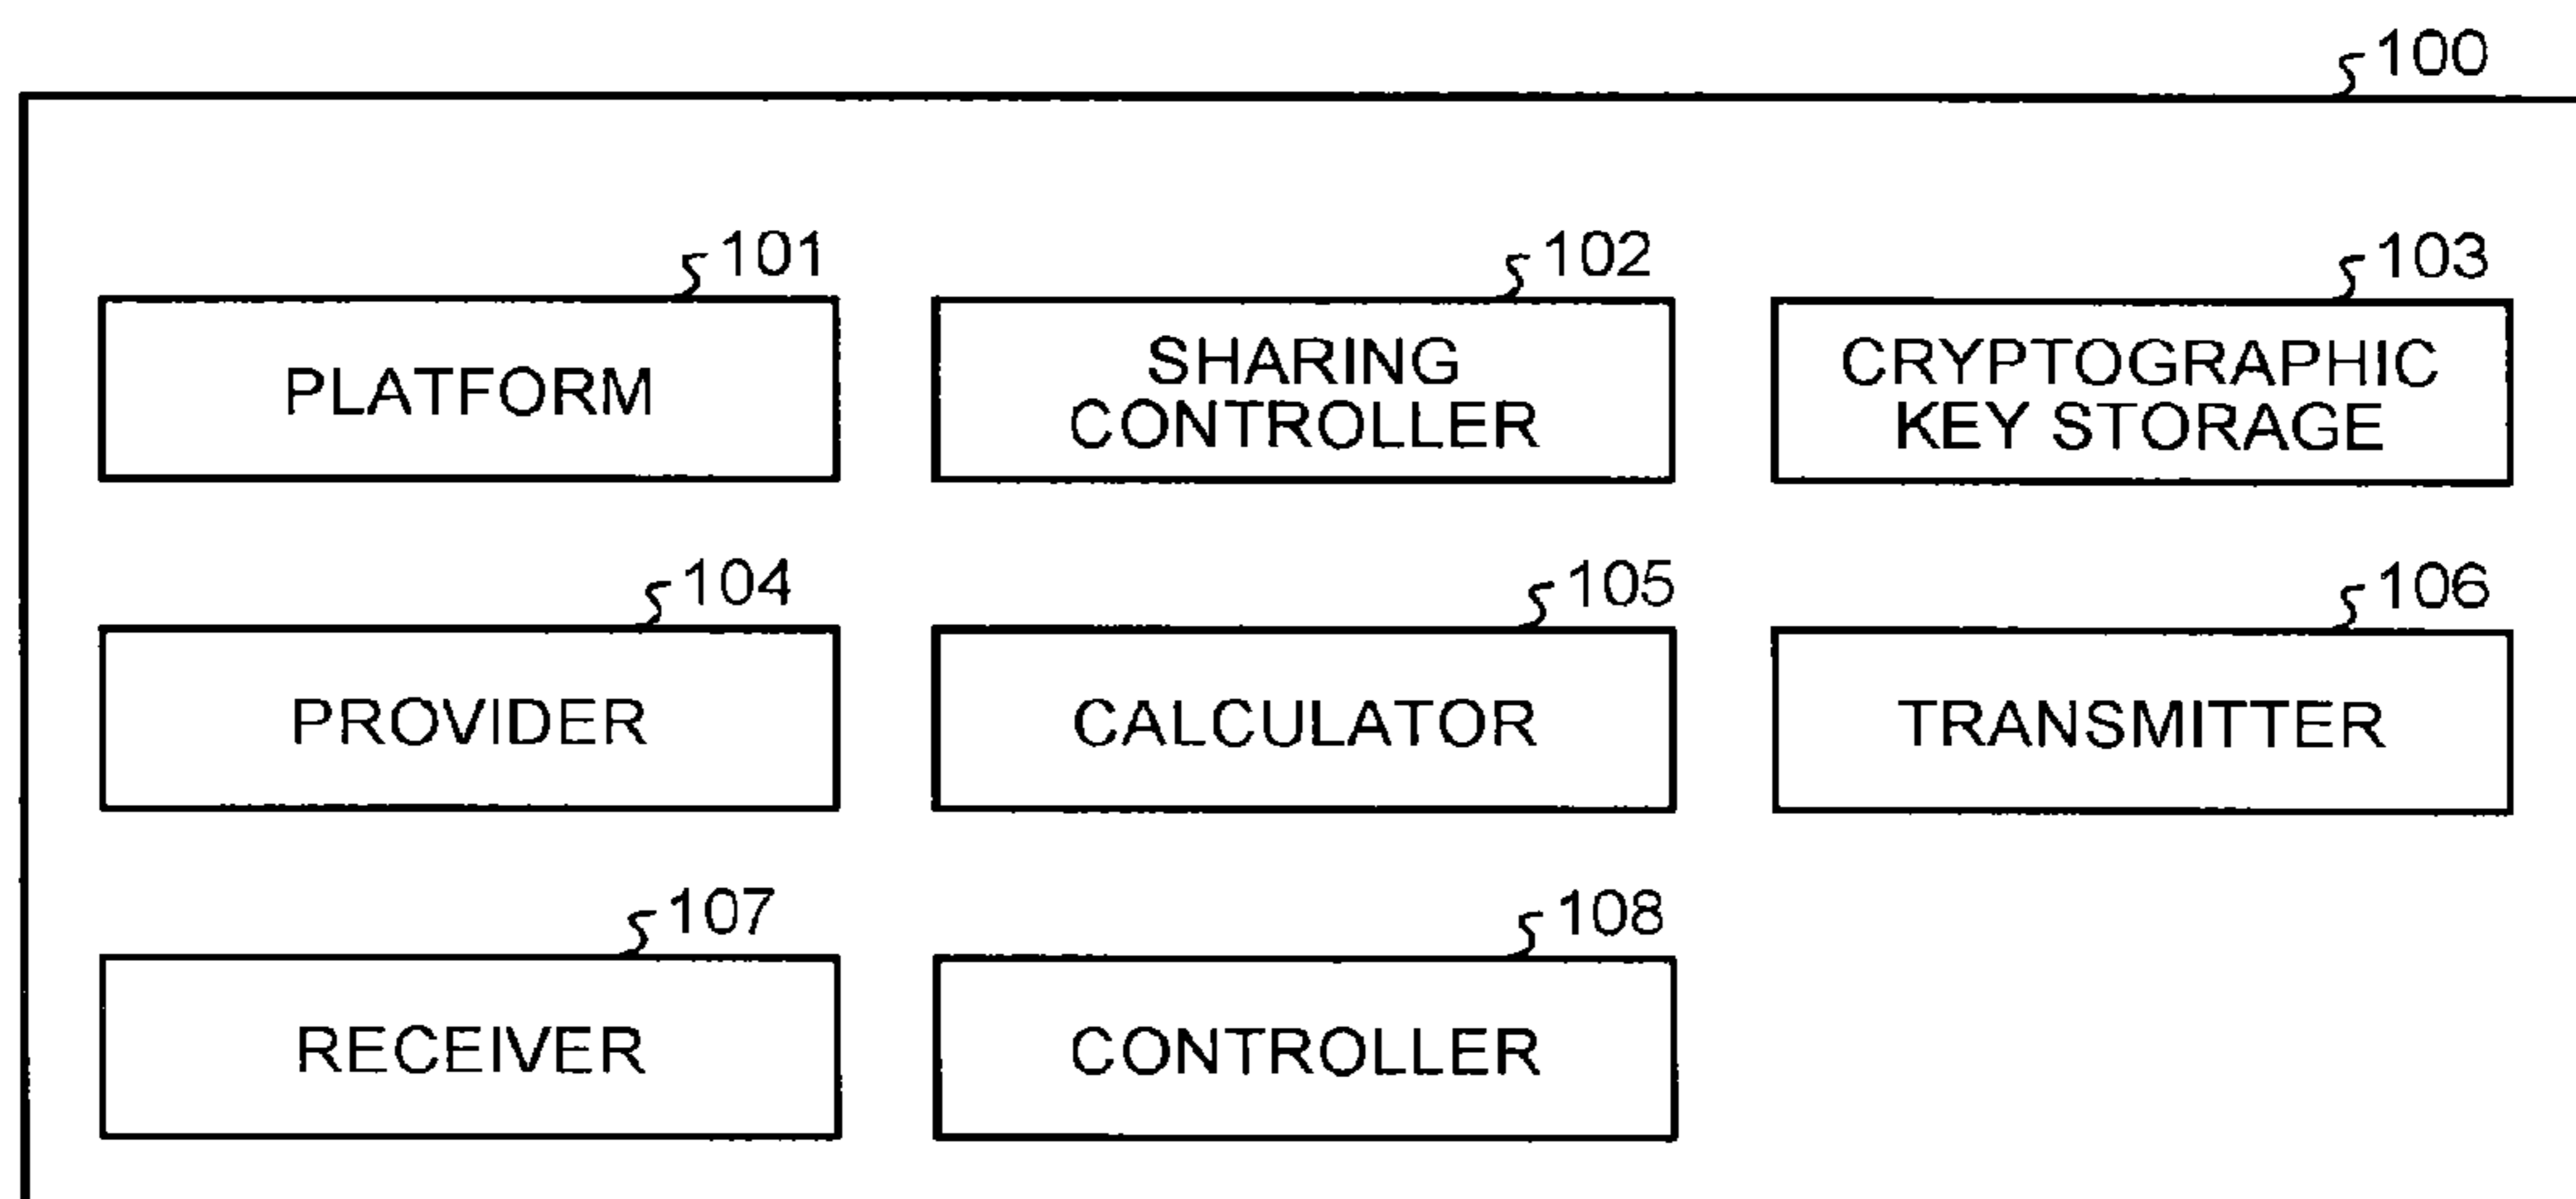 100
101
102
103
PLATFORM
SHARING
CONTROLLER
CRYPTOGRAPHIC
KEY STORAGE
104
105
106
PROVIDER
CALCULATOR
TRANSMITTER
107
108
RECEIVER
CONTROLLER